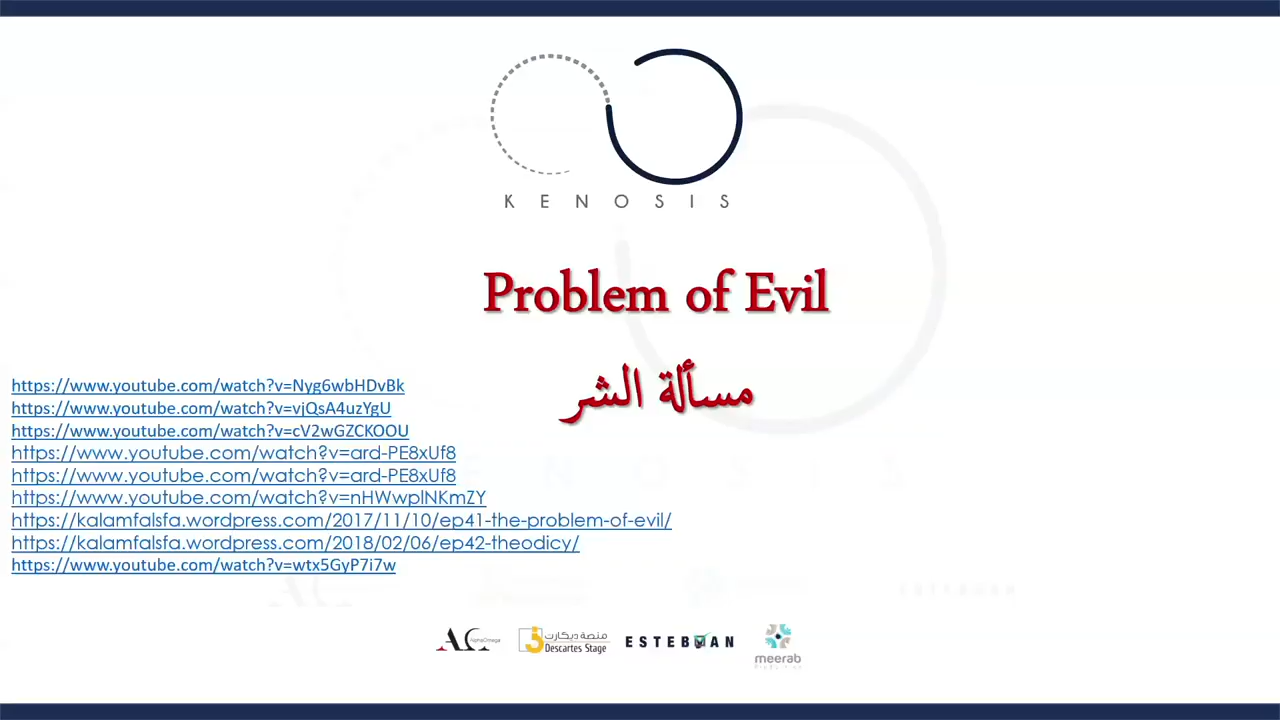 KENOSIS
Problem of Evil
مسألة الشر
https://www.youtube.com/watch?v=Nyg6wbHDvBk
https://www.youtube.com/watch?v=vjQsA4uzYgU
https://www.youtube.com/watch?v=cV2wGZCKOOU
https://www.youtube.com/watch?v=ard-PE8xUf8
https://www.youtube.com/watch?v=ard-PE8xUf8
https://www.youtube.com/watch?v=nHWwplNKmZY
https://kalamfalsfa.wordpress.com/2017/11/10/ep41-the-problem-of-evil/
https://kalamfalsfa.wordpress.com/2018/02/06/ep42-theodicy/
https://www.youtube.com/watch?v=wtx5GyP7i7w
AlphaOmega
منصة ديكارت
Descartes Stage
ESTEBWAN
meerab